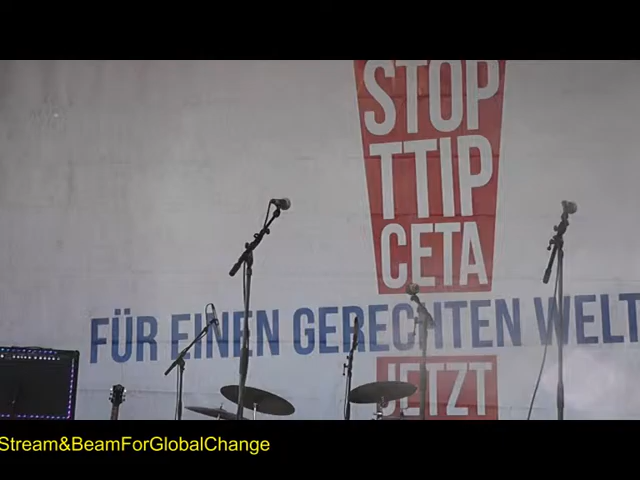 STOP
TTIP
CETA
FÜR EINEN GERECHTEN WELT
JETZT
Stream&BeamForGlobalChange